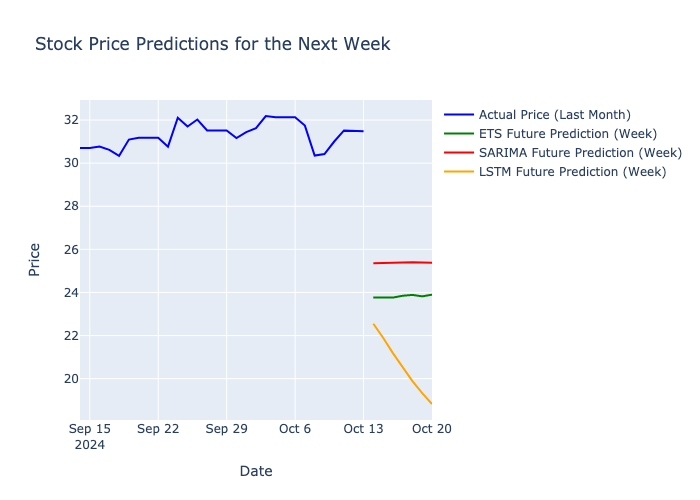 Stock Price Predictions for the Next Week
Actual Price (Last Month)
ETS Future Prediction (Week)
SARIMA Future Prediction (Week)
LSTM Future Prediction (Week)
Price
32
30
28
26
24
22
20
Sep 15
2024
Sep 22
Sep 29
Oct 6
Oct 13
Oct 20
Date